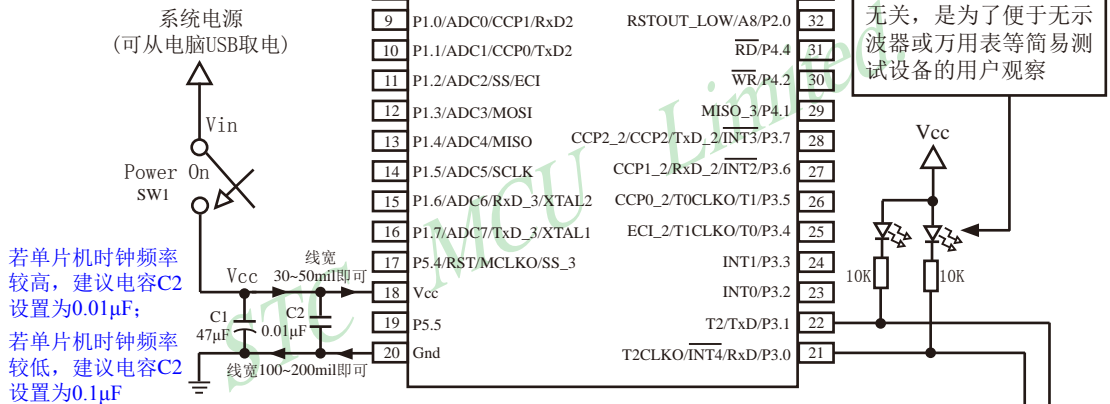 系统电源
(可从电脑USB取电)
Vin
Power On
SW1
若单片机时钟频率
较高，建议电容C2
设置为0.01μF;
若单片机时钟频率
较低，建议电容C2
设置为0.1μF
Vcc
线宽
30~50mil即可
C1
47μF
C2
0.01μF
线宽100~200mil即可
9 P1.0/ADC0/CCP1/RxD2
10 P1.1/ADC1/CCP0/TxD2
11 P1.2/ADC2/SS/ECI
12 P1.3/ADC3/MOSI
13 P1.4/ADC4/MISO
14 P1.5/ADC5/SCLK
15 P1.6/ADC6/RxD_3/XTAL2
16 P1.7/ADC7/TxD_3/XTAL1
17 P5.4/RST/MCLKO/SS_3
18 Vcc
19 P5.5
20 Gnd
RSTOUT_LOW/A8/P2.0 32
RD/P4.4 31
WR/P4.2 30
MISO_3/P4.1 29
CCP2_2/CCP2/TxD_2/INT3/P3.7 28
CCP1_2/RxD_2/INT2/P3.6 27
CCP0_2/T0CLKO/T1/P3.5 26
ECI_2/T1CLKO/T0/P3.4 25
INT1/P3.3 24
INT0/P3.2 23
T2/TxD/P3.1 22
T2CLKO/INT4/RxD/P3.0 21
无关，是为了便于无示
波器或万用表等简易测
试设备的用户观察
Vcc
10K
10K
STC MCU Limited.